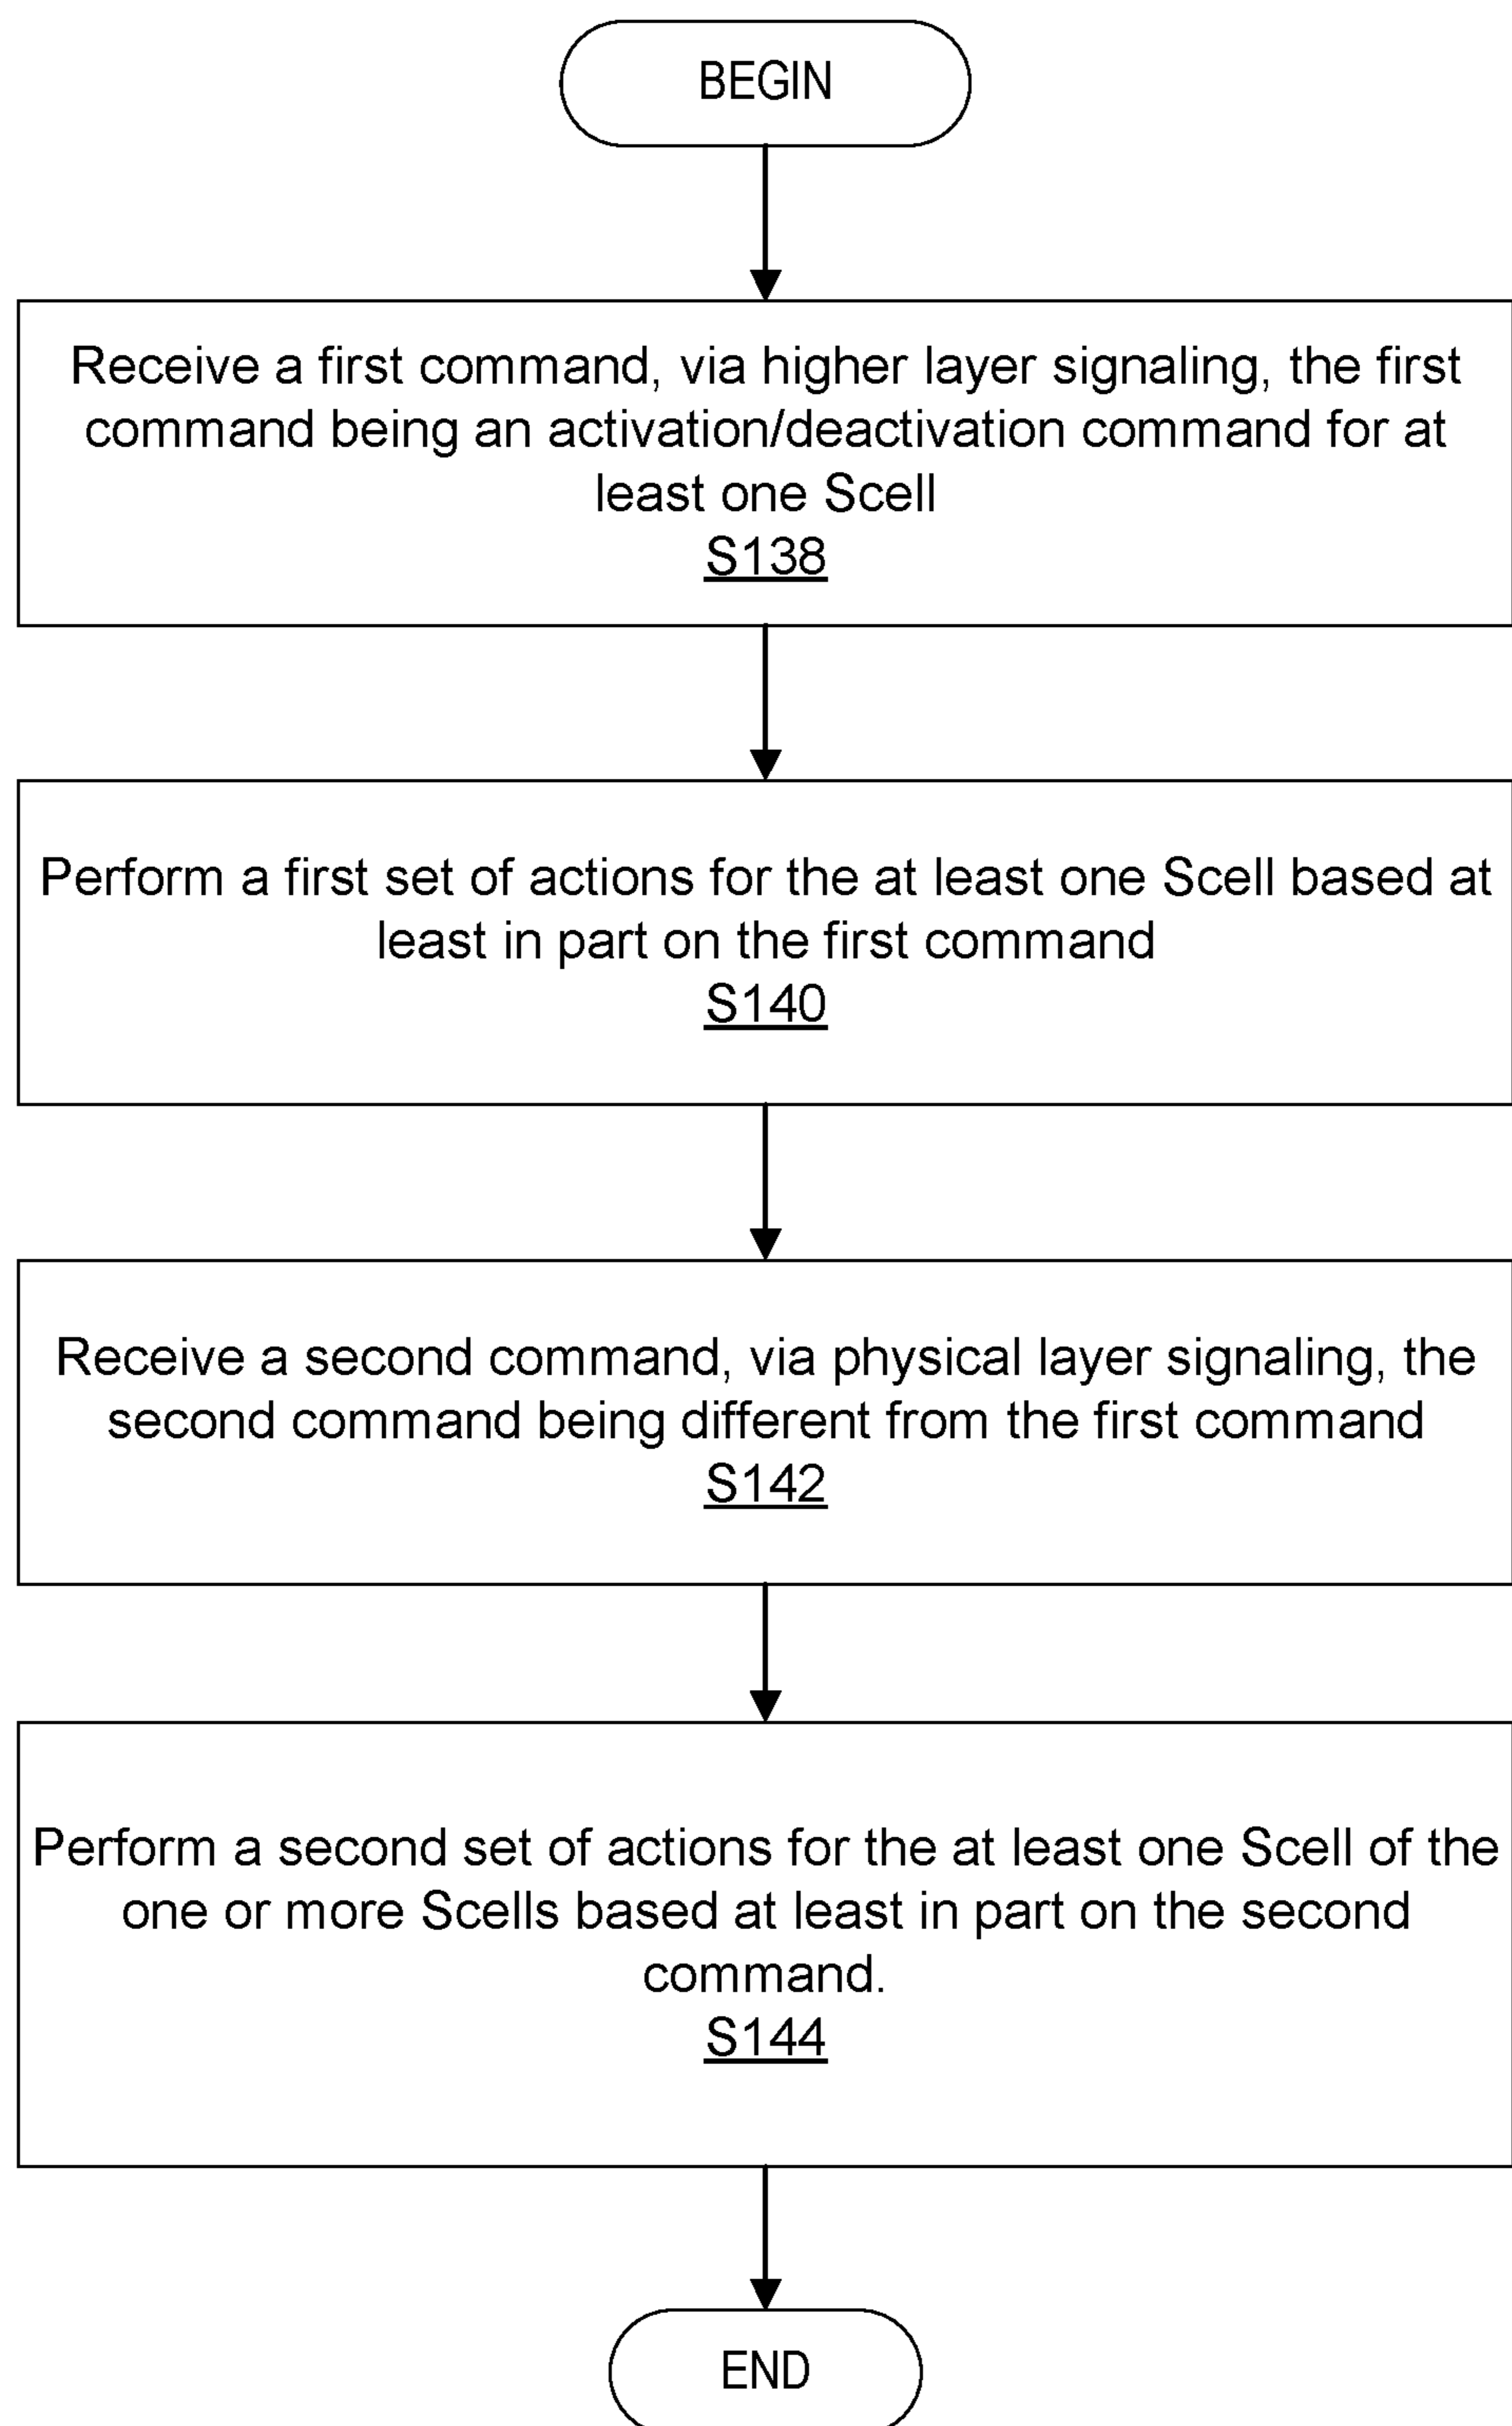 BEGIN
Receive a first command, via higher layer signaling, the first
command being an activation/deactivation command for at
least one Scell
S138
Perform a first set of actions for the at least one Scell based at
least in part on the first command
S140
Receive a second command, via physical layer signaling, the
second command being different from the first command
S142
Perform a second set of actions for the at least one Scell of the
one or more Scells based at least in part on the second
command.
S144
END